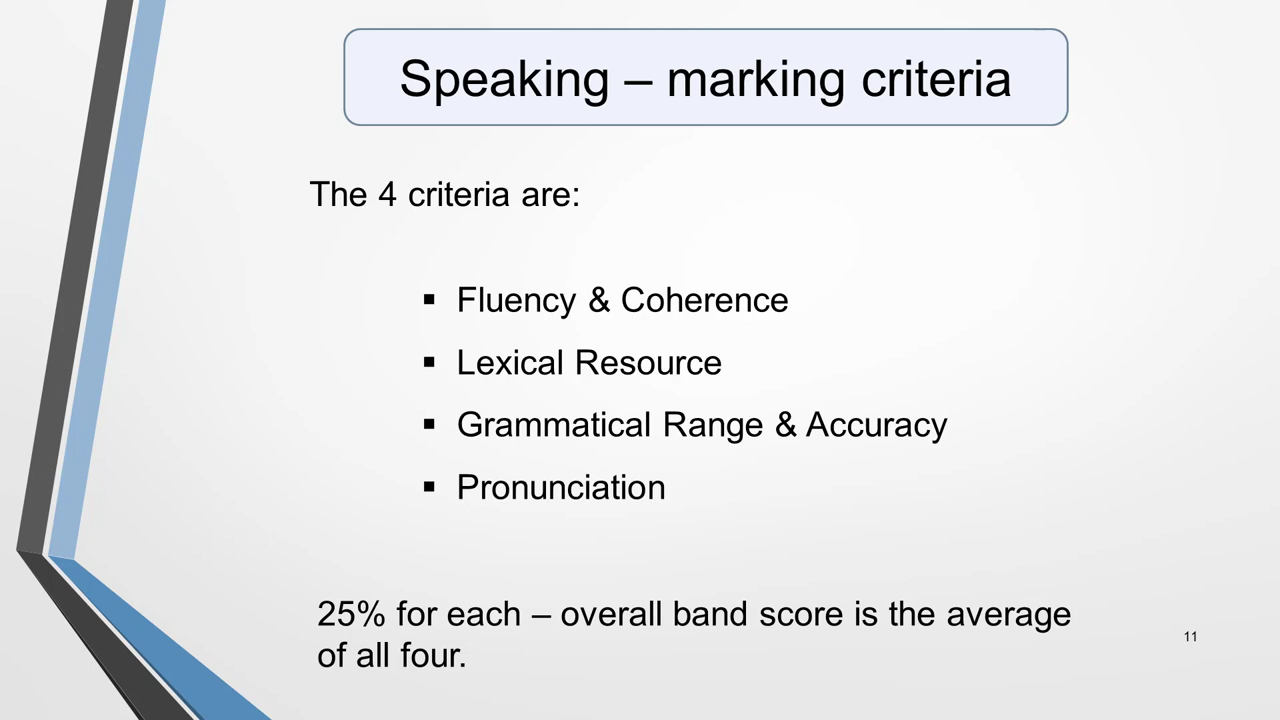 Speaking – marking criteria
The 4 criteria are:
▪ Fluency & Coherence
▪ Lexical Resource
▪ Grammatical Range & Accuracy
▪ Pronunciation
25% for each – overall band score is the average
of all four.
11